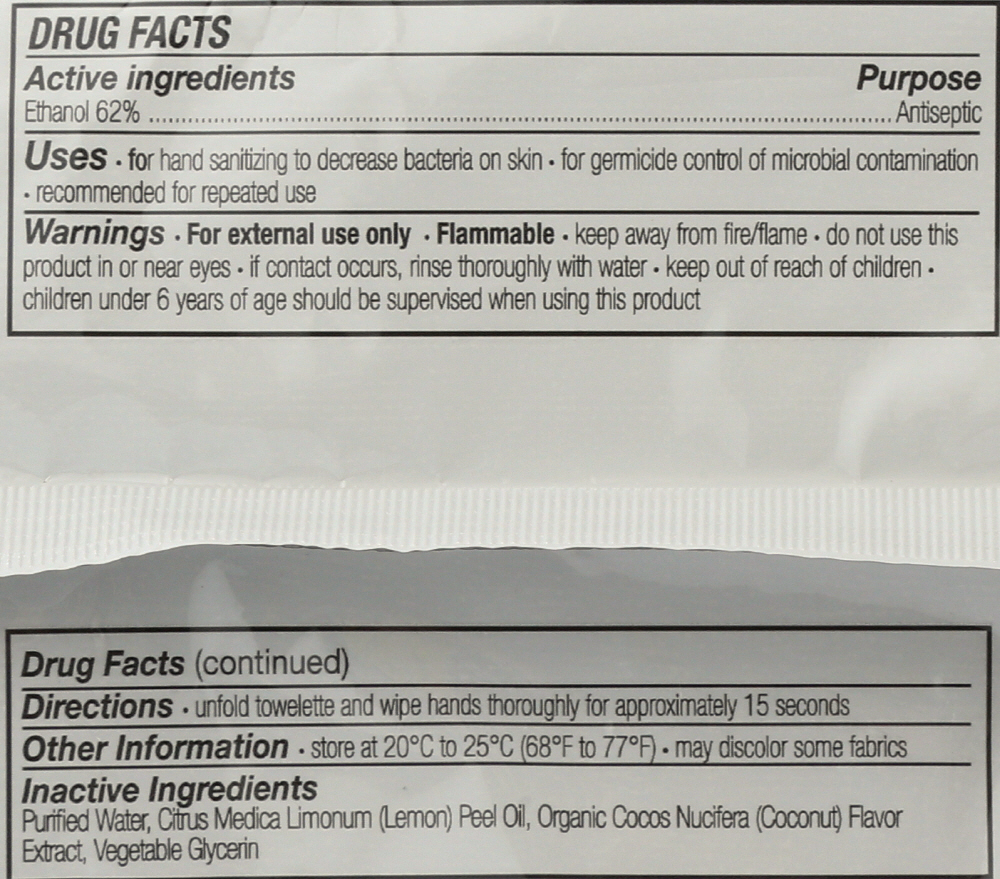 DRUG FACTS
Active ingredients Purpose
Ethanol 62% ........................................................................................................................ Antiseptic
Uses • for hand sanitizing to decrease bacteria on skin • for germicide control of microbial contamination
• recommended for repeated use
Warnings • For external use only • Flammable • keep away from fire/flame • do not use this
product in or near eyes • if contact occurs, rinse thoroughly with water • keep out of reach of children •
children under 6 years of age should be supervised when using this product
Drug Facts (continued)
Directions • unfold towelette and wipe hands thoroughly for approximately 15 seconds
Other Information • store at 20°C to 25°C (68°F to 77°F) • may discolor some fabrics
Inactive Ingredients
Purified Water, Citrus Medica Limonum (Lemon) Peel Oil, Organic Cocos Nucifera (Coconut) Flavor
Extract, Vegetable Glycerin